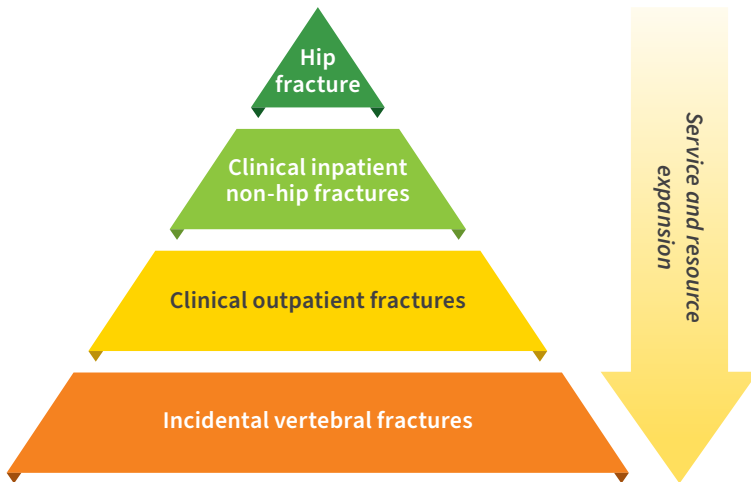 Hip
fracture
Clinical inpatient
non-hip fractures
Clinical outpatient fractures
Incidental vertebral fractures
Service and resource
expansion